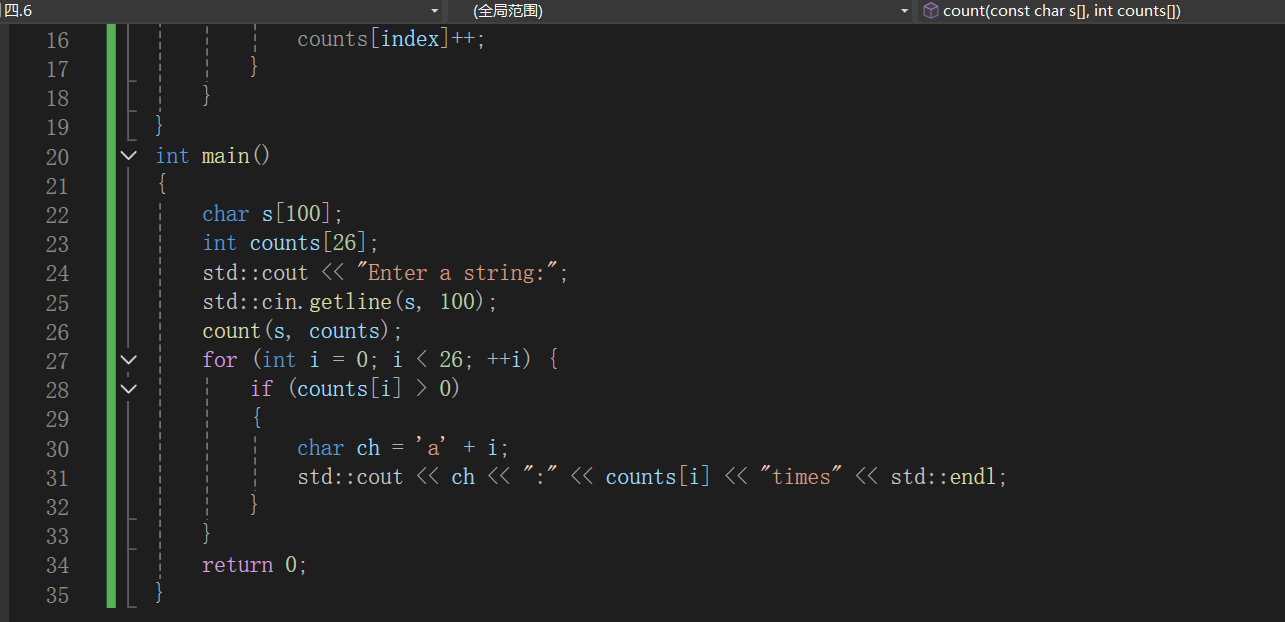 四.6 (全局范围) count(const char s[], int counts[])
16 counts[index]++;
17 }
18 }
19 }
20 int main()
21 {
22 char s[100];
23 int counts[26];
24 std::cout << "Enter a string:";
25 std::cin.getline(s, 100);
26 count(s, counts);
27 for (int i = 0; i < 26; ++i) {
28 if (counts[i] > 0)
29 {
30 char ch = 'a' + i;
31 std::cout << ch << ":" << counts[i] << "times" << std::endl;
32 }
33 }
34 return 0;
35 }